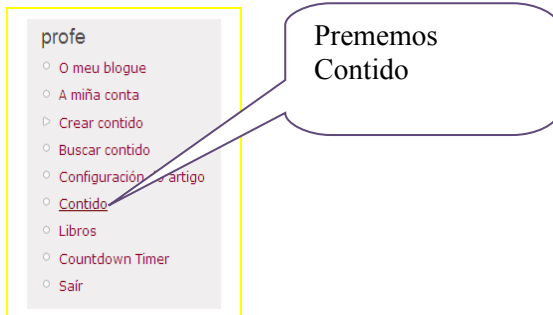 profe
O meu blogue
A miña conta
Crear contido
Buscar contido
Configuración artigo
Contido
Libros
Countdown Timer
Saír
Prememos
Contido